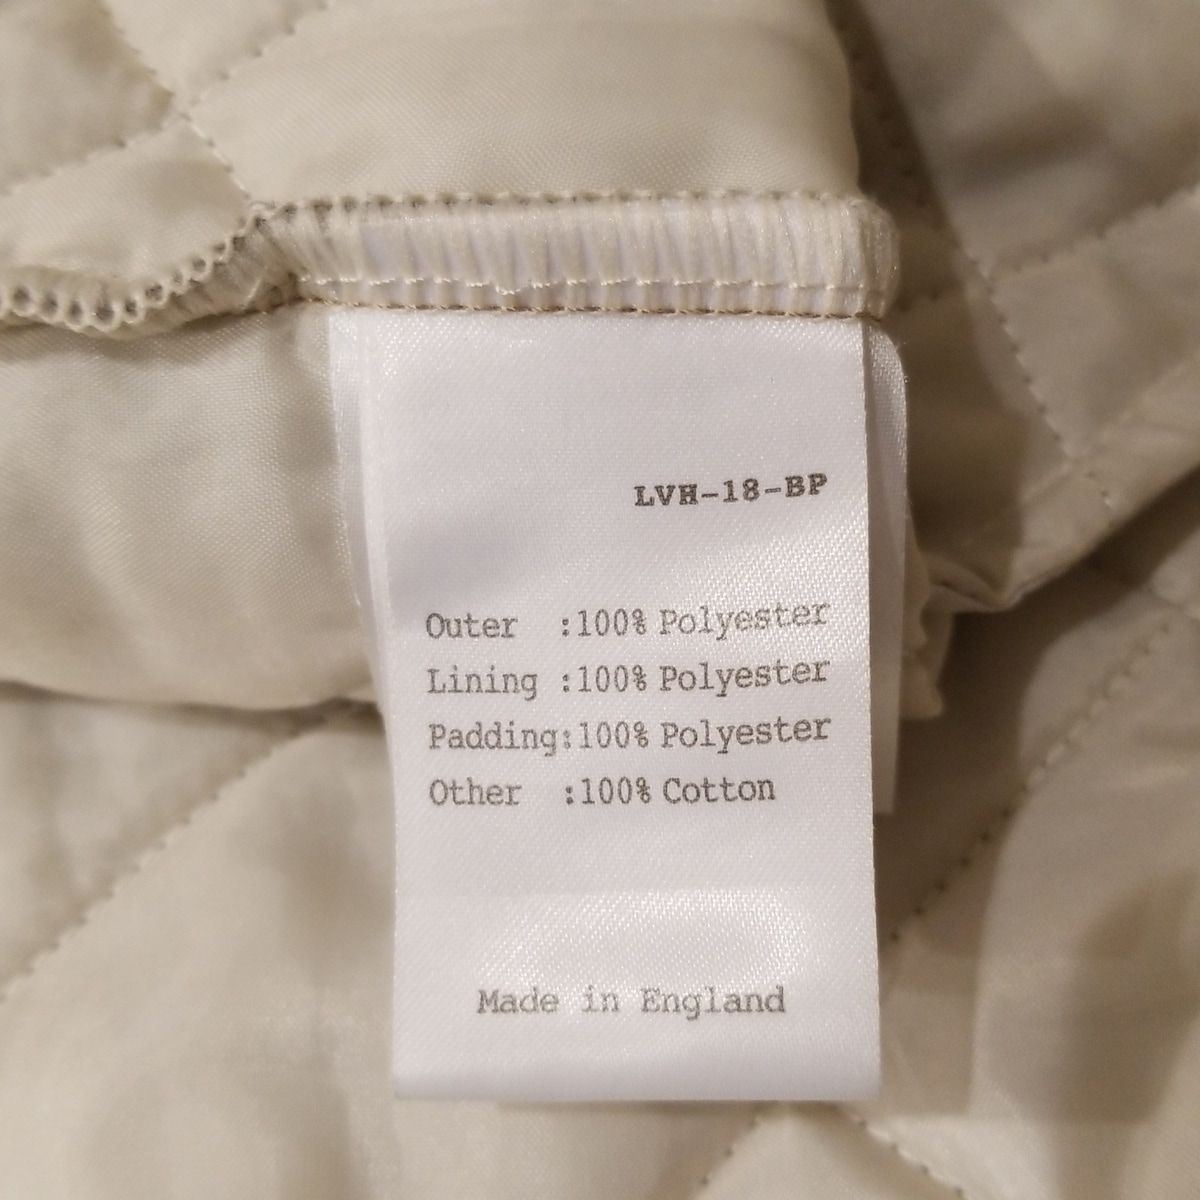 LVH-18-BP
Outer :100% Polyester
Lining :100% Polyester
Padding:100% Polyester
Other :100% Cotton
Made in England